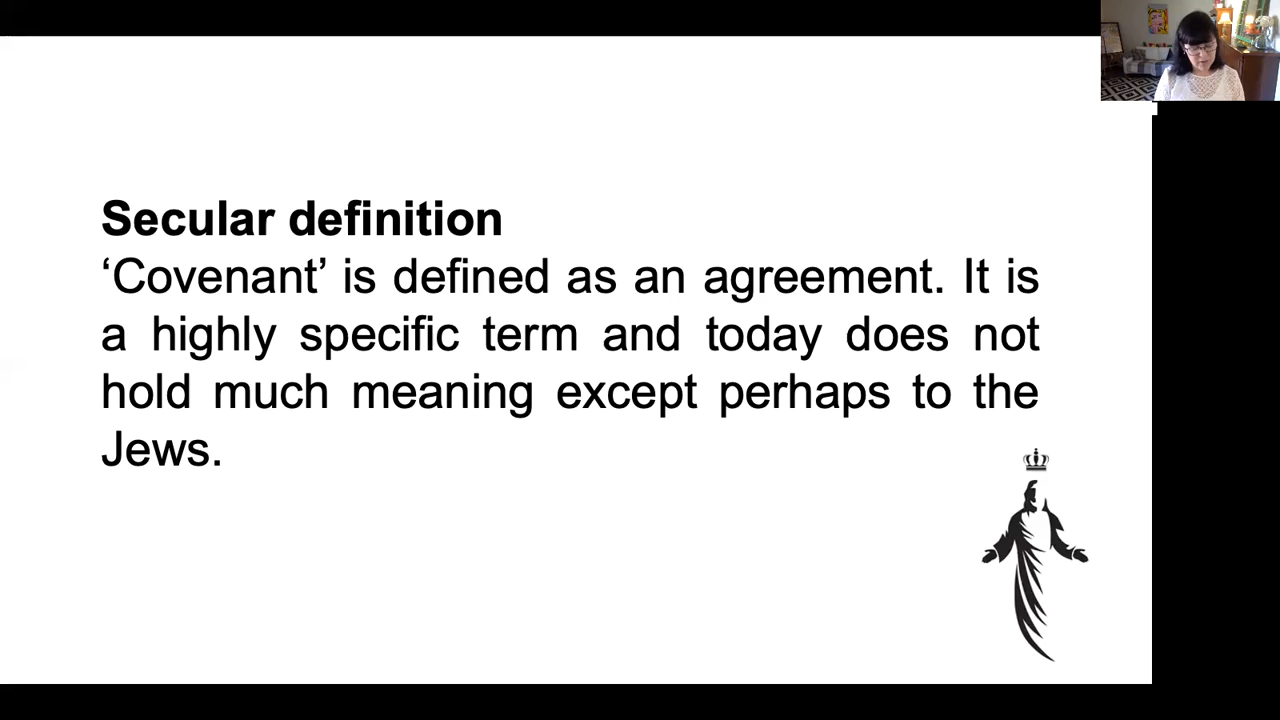 Secular definition
‘Covenant’ is defined as an agreement. It is
a highly specific term and today does not
hold much meaning except perhaps to the
Jews.